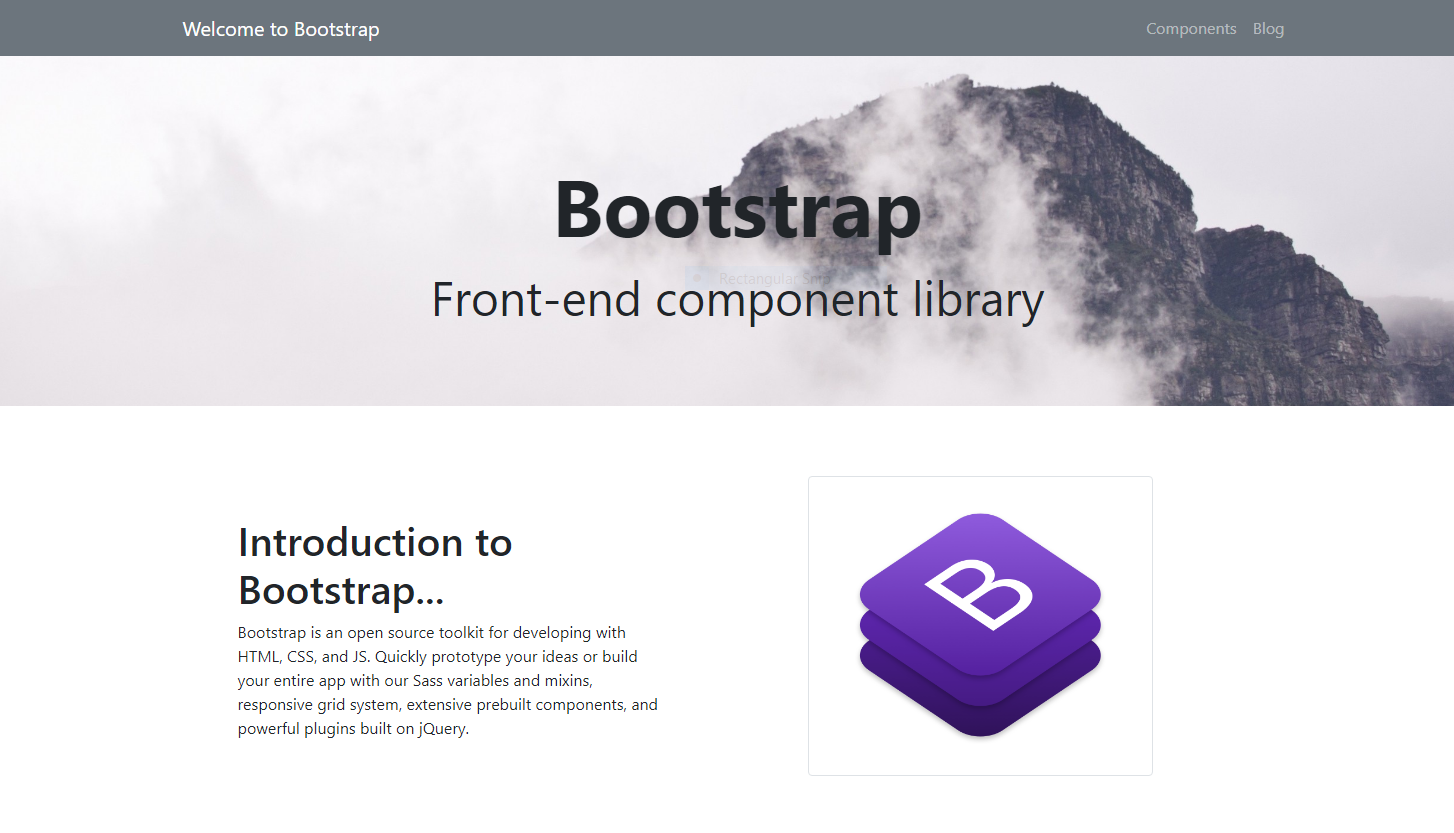 Welcome to Bootstrap
Components Blog
Bootstrap
Rectangular Snip
Front-end component library
Introduction to
Bootstrap...
Bootstrap is an open source toolkit for developing with
HTML, CSS, and JS. Quickly prototype your ideas or build
your entire app with our Sass variables and mixins,
responsive grid system, extensive prebuilt components, and
powerful plugins built on jQuery.
B